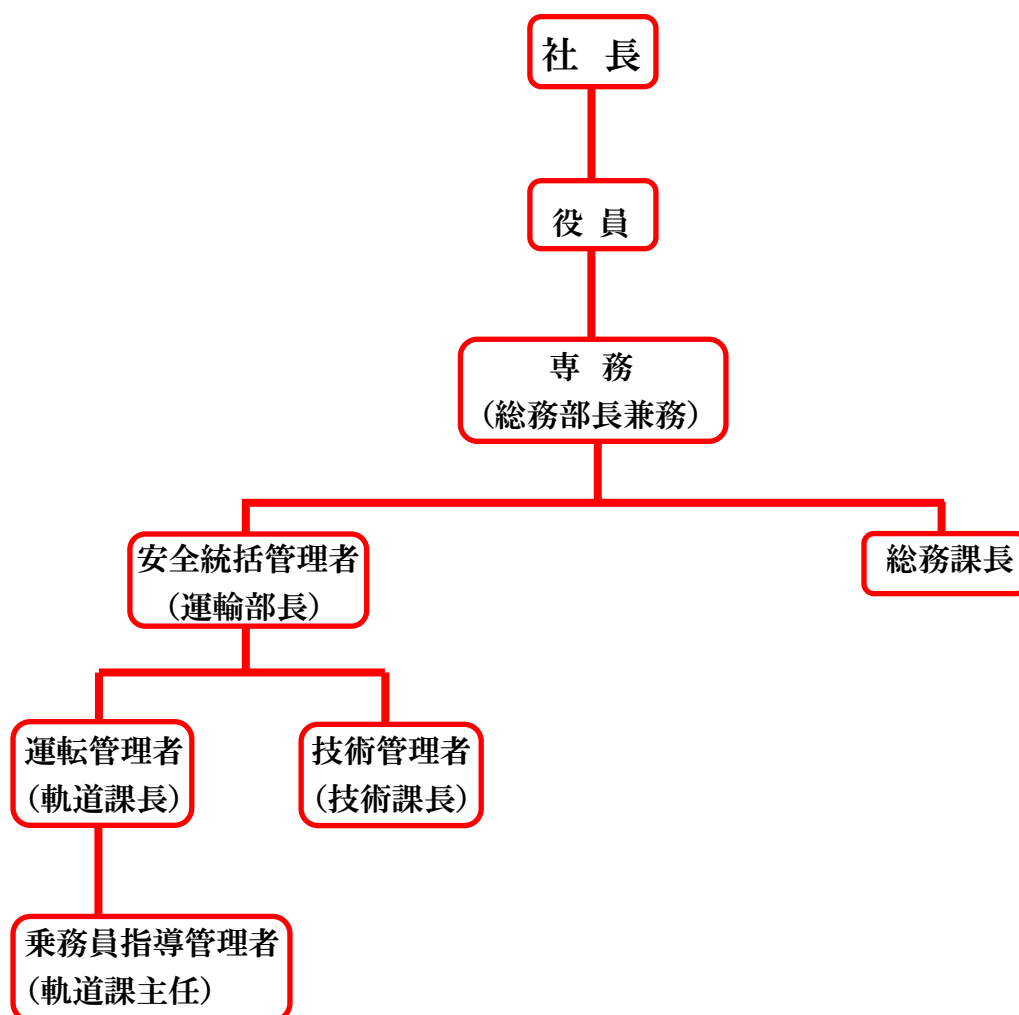 社 長
役 員
専 務
(総務部長兼務)
安全統括管理者
(運輸部長)
総務課長
運転管理者
(軌道課長)
技術管理者
(技術課長)
乗務員指導管理者
(軌道課主任)